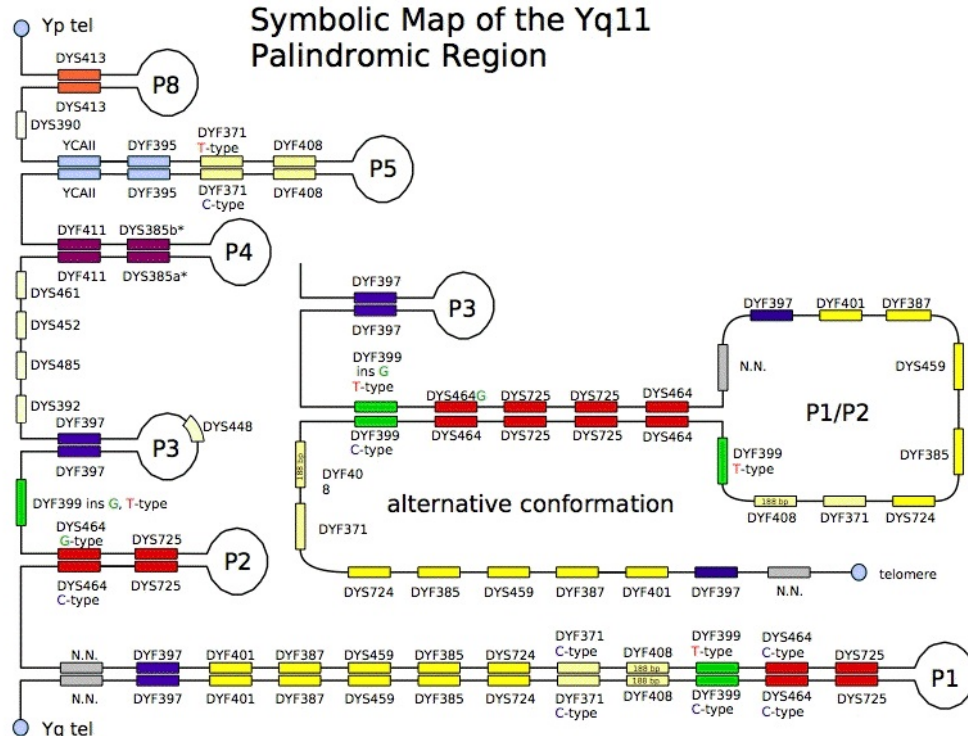 Symbolic Map of the Yq11
Palindromic Region
Yp tel
DYS413
P8
DYS413
DYS390
YCAII DYF395 DYF371 DYF408
T-type
P5
YCAII DYF395 DYF371 DYF408
C-type
DYF411 DYS385b*
P4
DYF411 DYS385a*
DYS461
DYS452
DYS485
DYS392
DYF397
P3
DYS448
DYF397
DYF399 ins G, T-type
DYS464 DYS725
G-type
P2
DYS464 DYS725
C-type
DYF397
P3
DYF397
DYF399
ins G
T-type
DYS464G DYS725 DYS725 DYS464
DYF399 DYS464 DYS725 DYS725 DYS464
C-type
DYF397 DYF401 DYF387
N.N.
DYS459
P1/P2
DYF399
T-type
DYF385
188 bp
DYF408 DYF371 DYS724
188 bp
DYF40
8
alternative conformation
DYF371
telomere
DYS724 DYF385 DYS459 DYF387 DYF401 DYF397 N.N.
N.N. DYF397 DYF401 DYF387 DYS459 DYF385 DYS724 DYF371 DYF408 DYF399 DYS464 DYS725
C-type T-type C-type
188 bp
188 bp
P1
N.N. DYF397 DYF401 DYF387 DYS459 DYF385 DYS724 DYF371 DYF408 DYF399 DYS464 DYS725
C-type C-type C-type
Yq tel